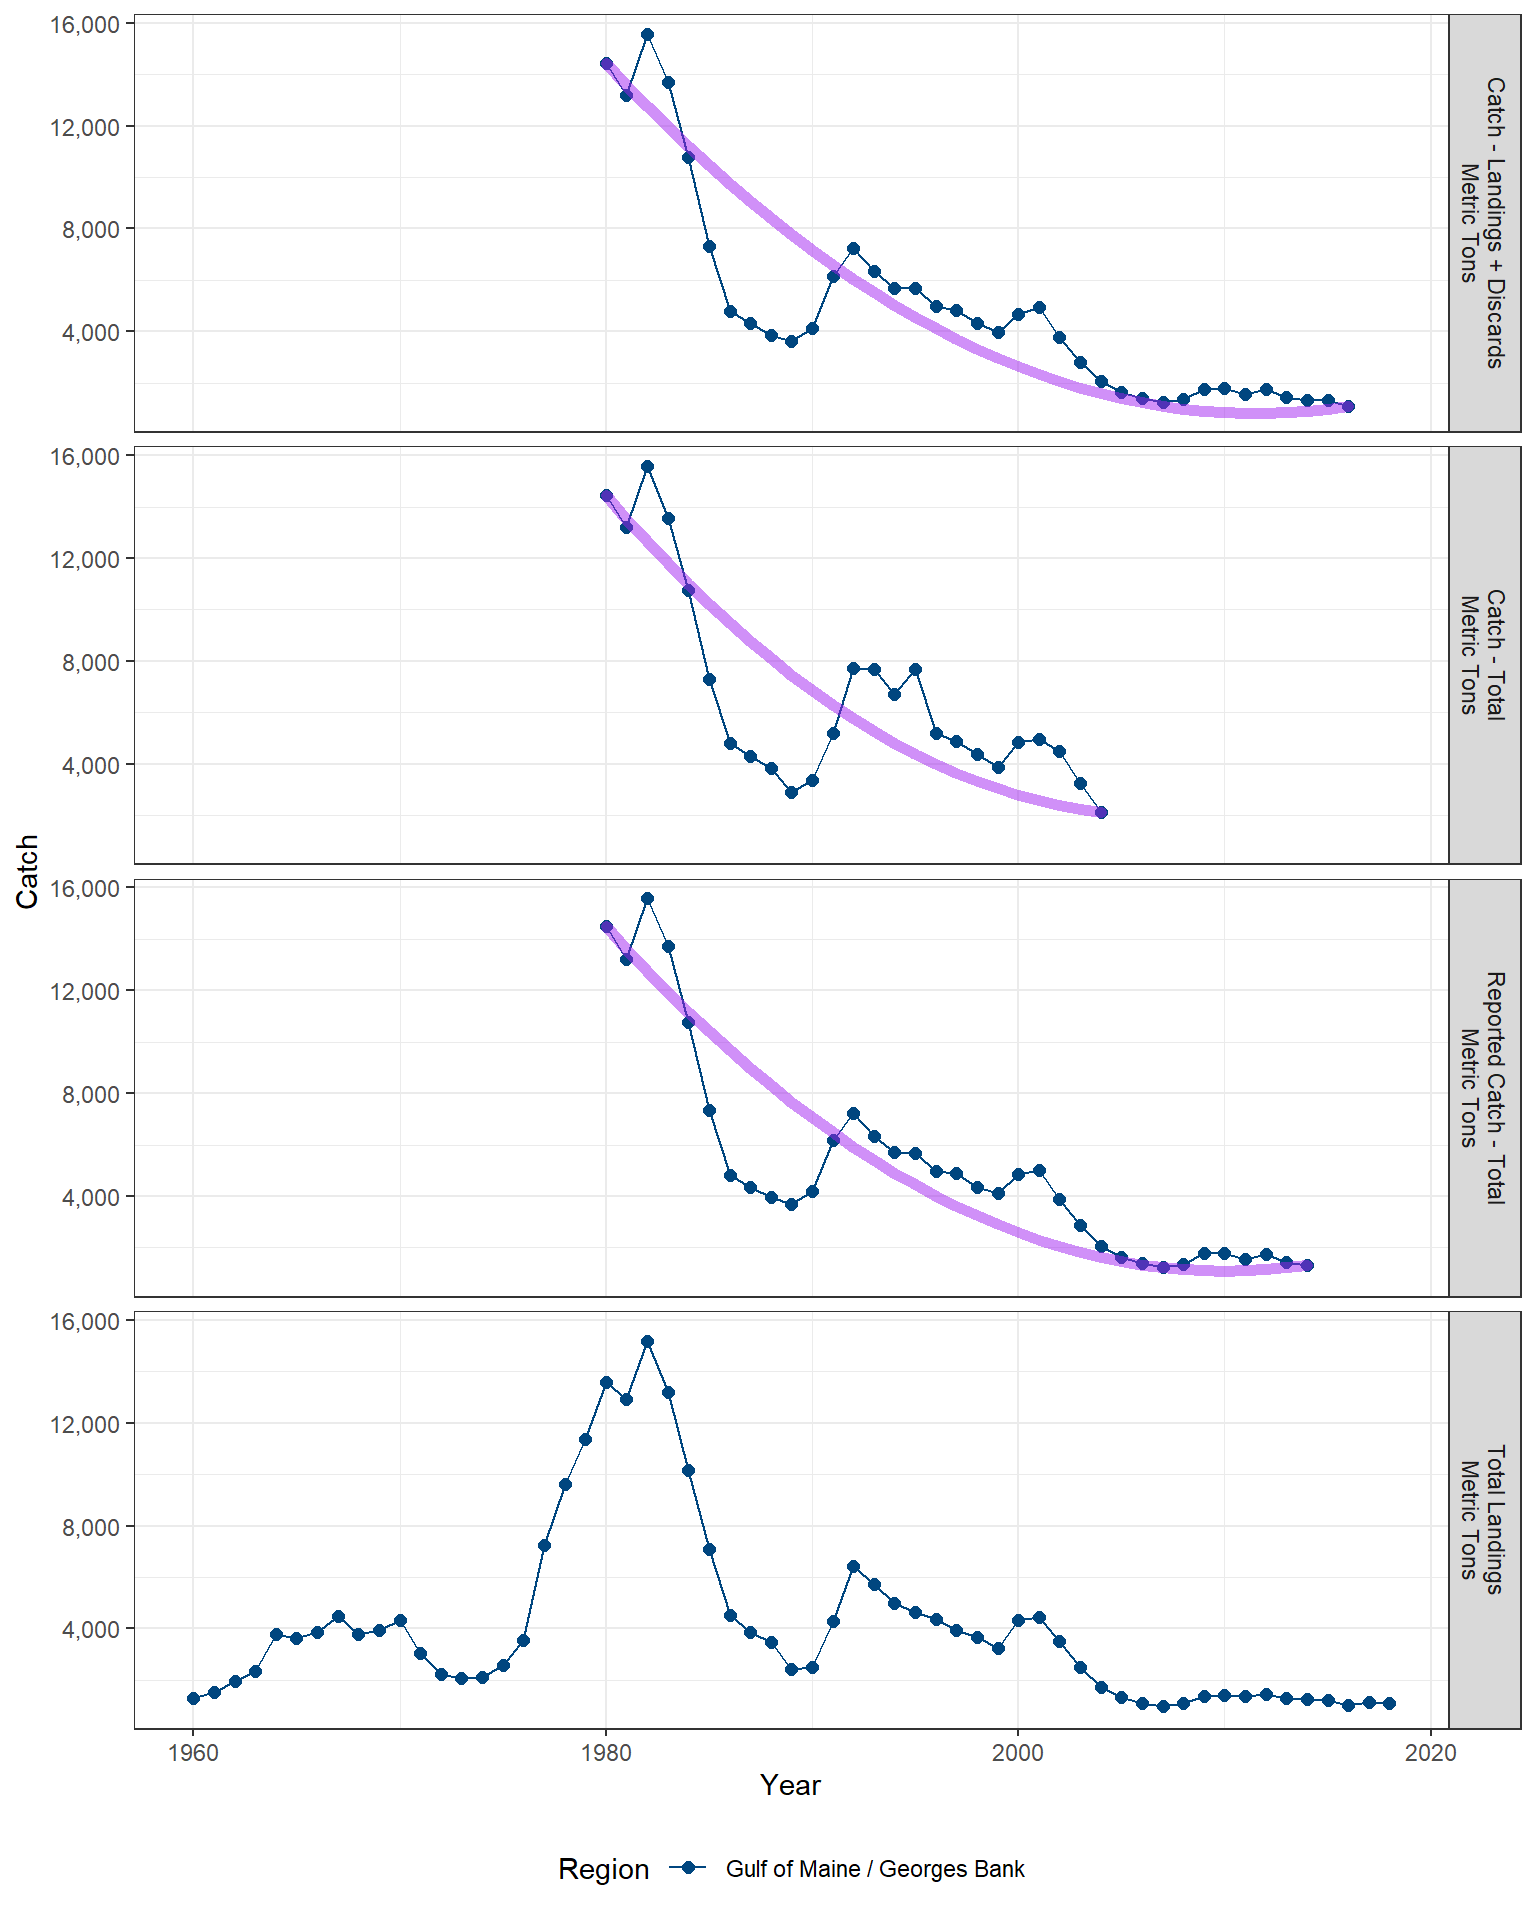 16,000
12,000
8,000
4,000
Catch - Landings + Discards
Metric Tons
16,000
12,000
8,000
4,000
Catch - Total
Metric Tons
Catch
16,000
12,000
8,000
4,000
Reported Catch - Total
Metric Tons
16,000
12,000
8,000
4,000
Total Landings
Metric Tons
1960 1980 2000 2020
Year
Region Gulf of Maine / Georges Bank